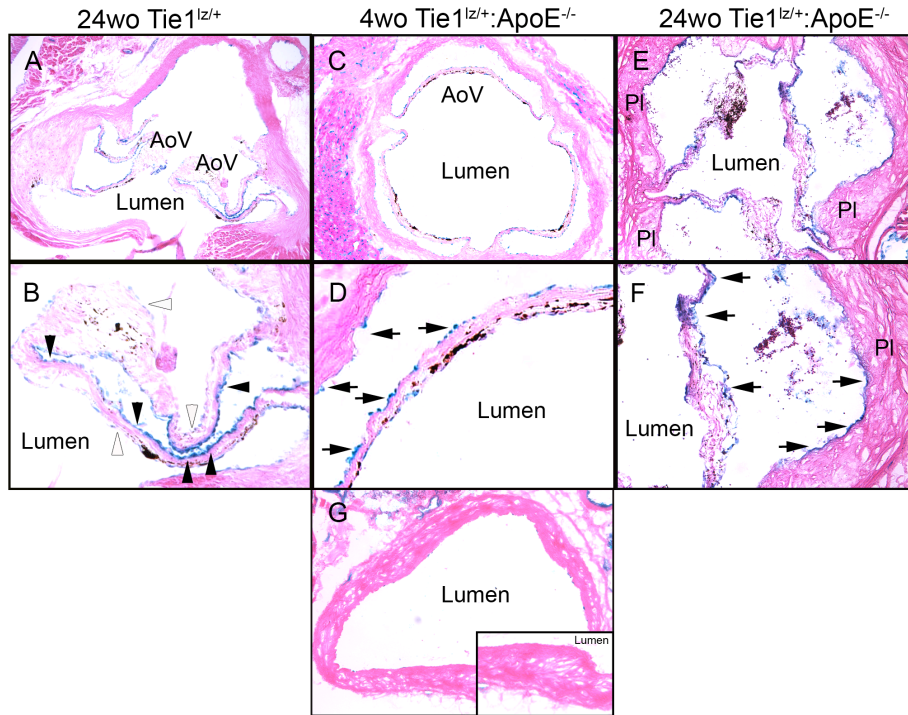 24wo Tie1lz/+ 4wo Tie1lz/+:ApoE-/- 24wo Tie1lz/+:ApoE-/-
A
AoV
AoV
Lumen
C
AoV
Lumen
E
Pl
Lumen
Pl
Pl
B
Lumen
D
Lumen
F
Pl
Lumen
G
Lumen
Lumen